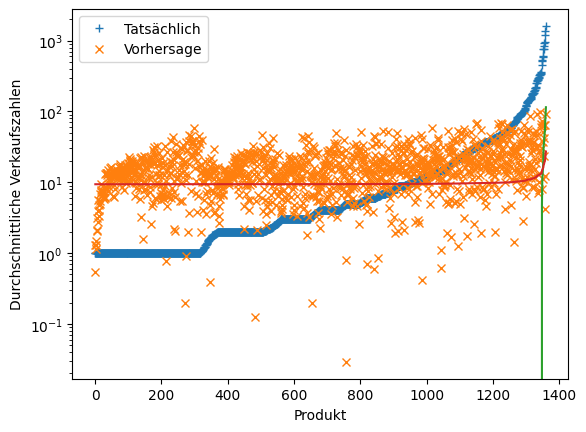 Tatsächlich
Vorhersage
Durchschnittliche Verkaufszahlen
10³
10²
10¹
10⁰
10⁻¹
0 200 400 600 800 1000 1200 1400
Produkt